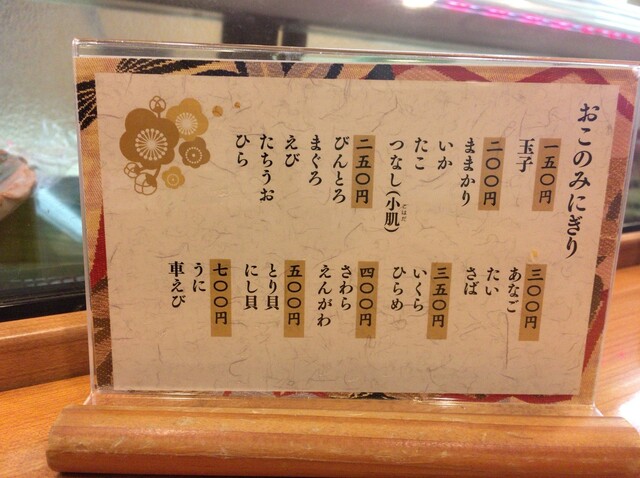 おこのみにぎり
一五〇円
玉子
二〇〇円
ままかり
いか
たこ
つなし(小肌)
こはだ
二五〇円
びんとろ
まぐろ
えび
たちうお
ひら
三〇〇円
あなご
たい
さば
三五〇円
いくら
ひらめ
四〇〇円
さわら
えんがわ
五〇〇円
とり貝
にし貝
七〇〇円
うに
車えび